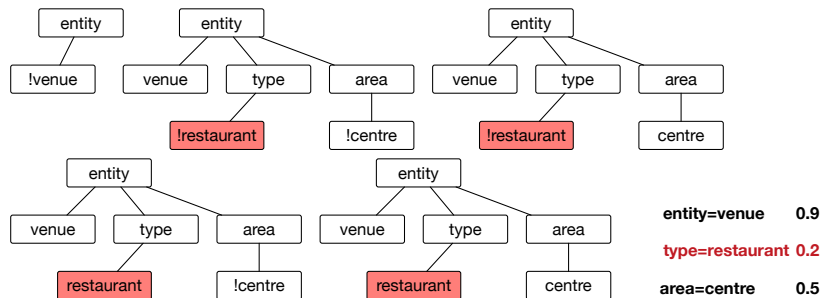 entity entity entity
!venue venue type area venue type area
!restaurant !centre !restaurant centre
entity entity
venue type area venue type area
entity=venue 0.9
type=restaurant 0.2
restaurant !centre restaurant centre
area=centre 0.5